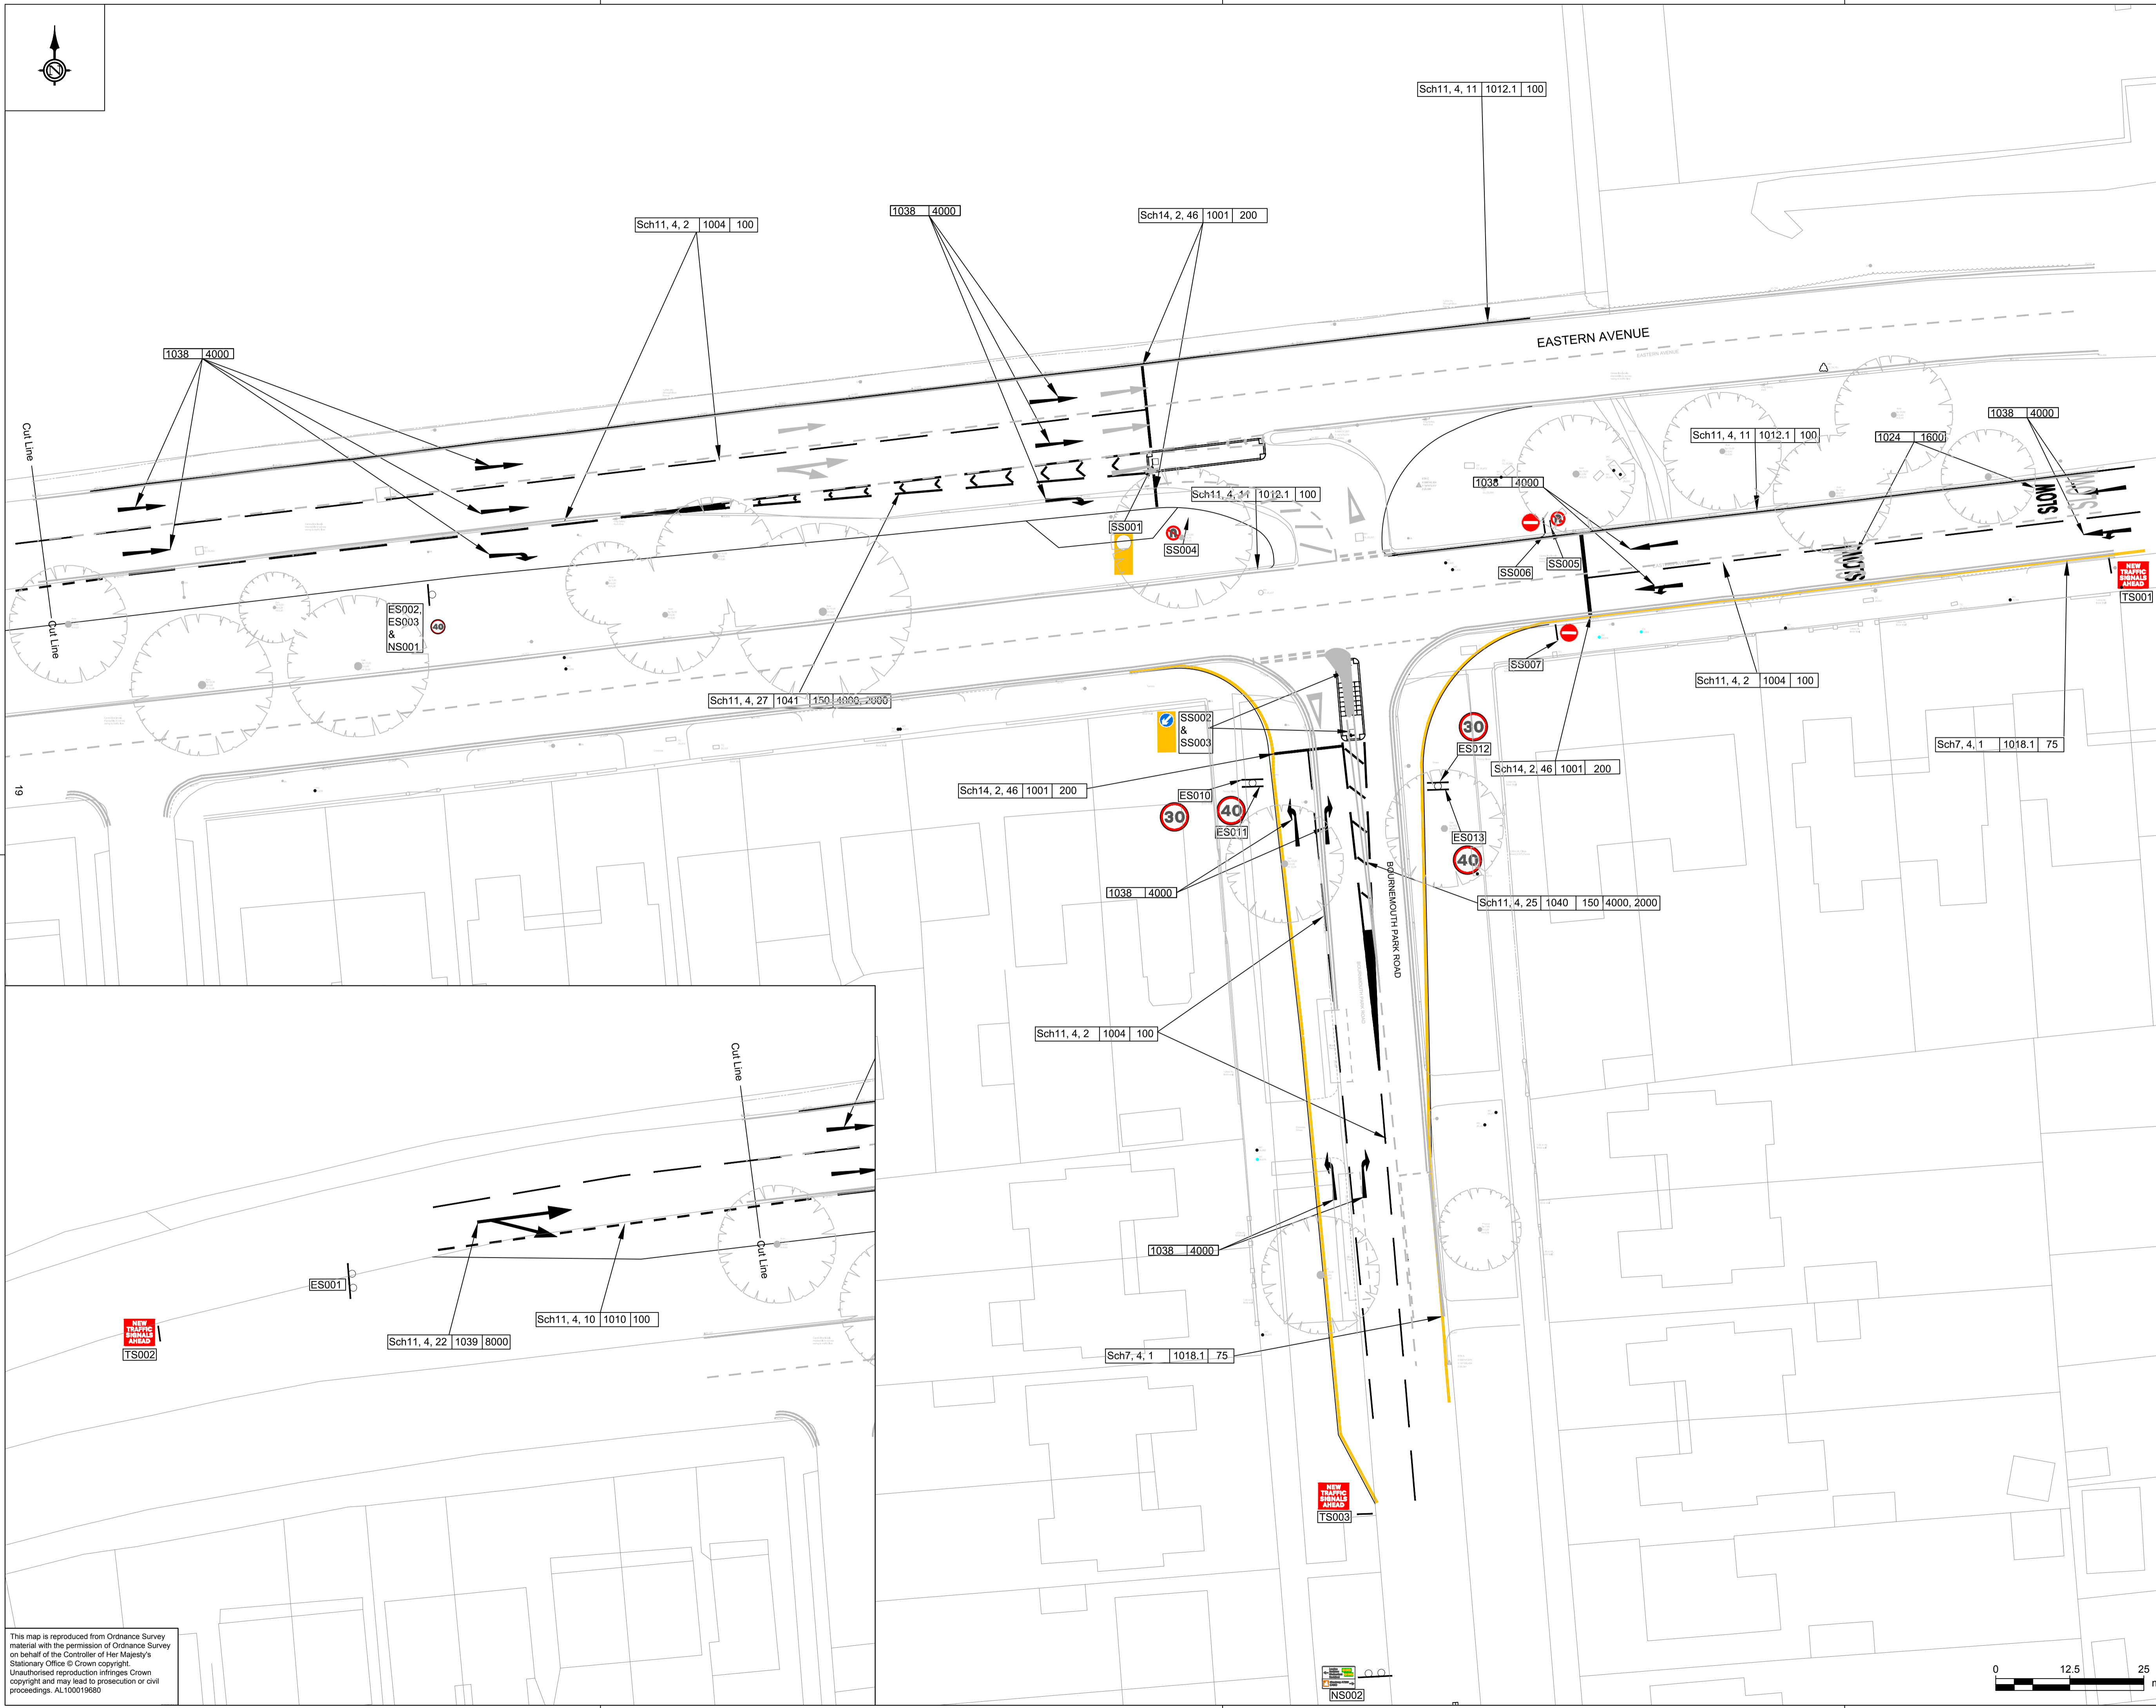 N
Sch11, 4, 11 1012.1 100
1038 4000
Sch14, 2, 46 1001 200
Sch11, 4, 2 1004 100
EASTERN AVENUE
EASTERN AVENUE
1038 4000
1038 4000
Cut Line
Sch11, 4, 11 1012.1 100
1024 1600
1038 4000
Sch11, 4, 11 1012.1 100
SLOW
SLOW
SS001
SS004
SS006
SS005
NEW
TRAFFIC
SIGNALS
AHEAD
TS001
ES002,
ES003
&
NS001
40
Cut Line
SS007
Sch11, 4, 2 1004 100
Sch11, 4, 27 1041 150 4000, 2000
SS002
&
SS003
30
ES012
Sch7, 4, 1 1018.1 75
Sch14, 2, 46 1001 200
19
Sch14, 2, 46 1001 200
ES010
30
40
ES011
ES013
40
1038 4000
BOURNEMOUTH PARK ROAD
Sch11, 4, 25 1040 150 4000, 2000
BOURNEMOUTH PARK ROAD
Sch11, 4, 2 1004 100
Cut Line
Cut Line
1038 4000
ES001
Sch11, 4, 10 1010 100
NEW
TRAFFIC
SIGNALS
AHEAD
TS002
Sch11, 4, 22 1039 8000
Sch7, 4, 1 1018.1 75
NEW
TRAFFIC
SIGNALS
AHEAD
TS003
This map is reproduced from Ordnance Survey
material with the permission of Ordnance Survey
on behalf of the Controller of Her Majesty's
Stationary Office © Crown copyright.
Unauthorised reproduction infringes Crown
copyright and may lead to prosecution or civil
proceedings. AL100019680
NS002
0 12.5 25